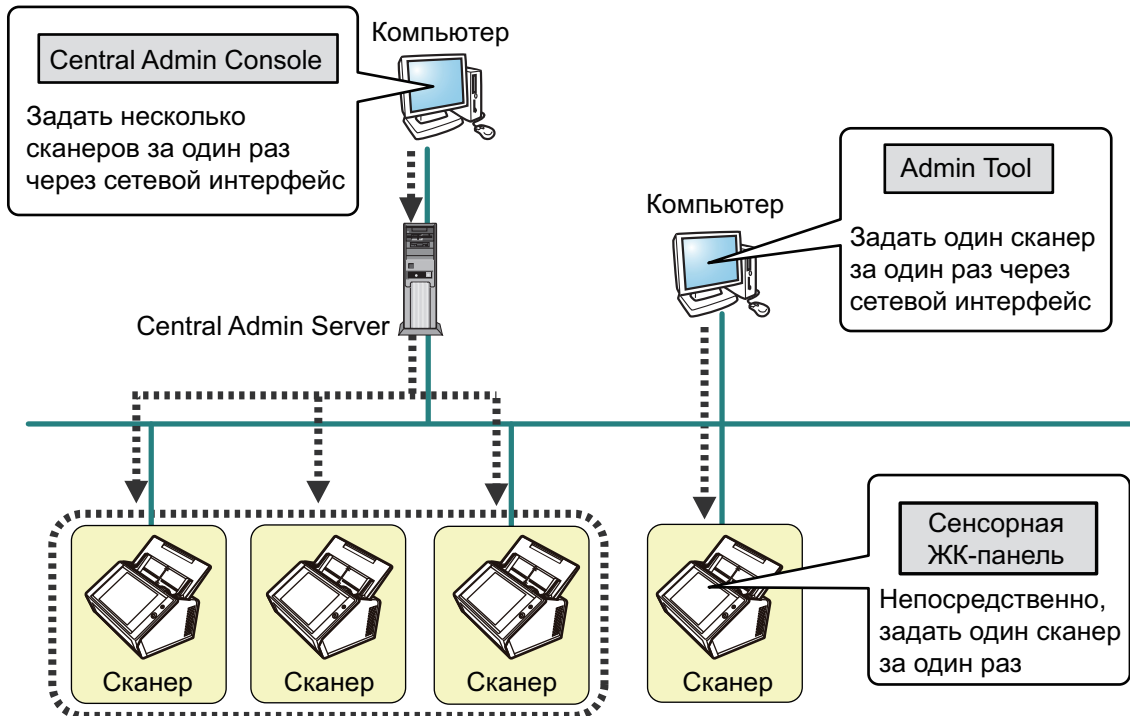 Компьютер
Central Admin Console
Задать несколько
сканеров за один раз
через сетевой интерфейс
Central Admin Server
Компьютер
Admin Tool
Задать один сканер
за один раз через
сетевой интерфейс
Сенсорная
ЖК-панель
Непосредственно,
задать один сканер
за один раз
Сканер
Сканер
Сканер
Сканер